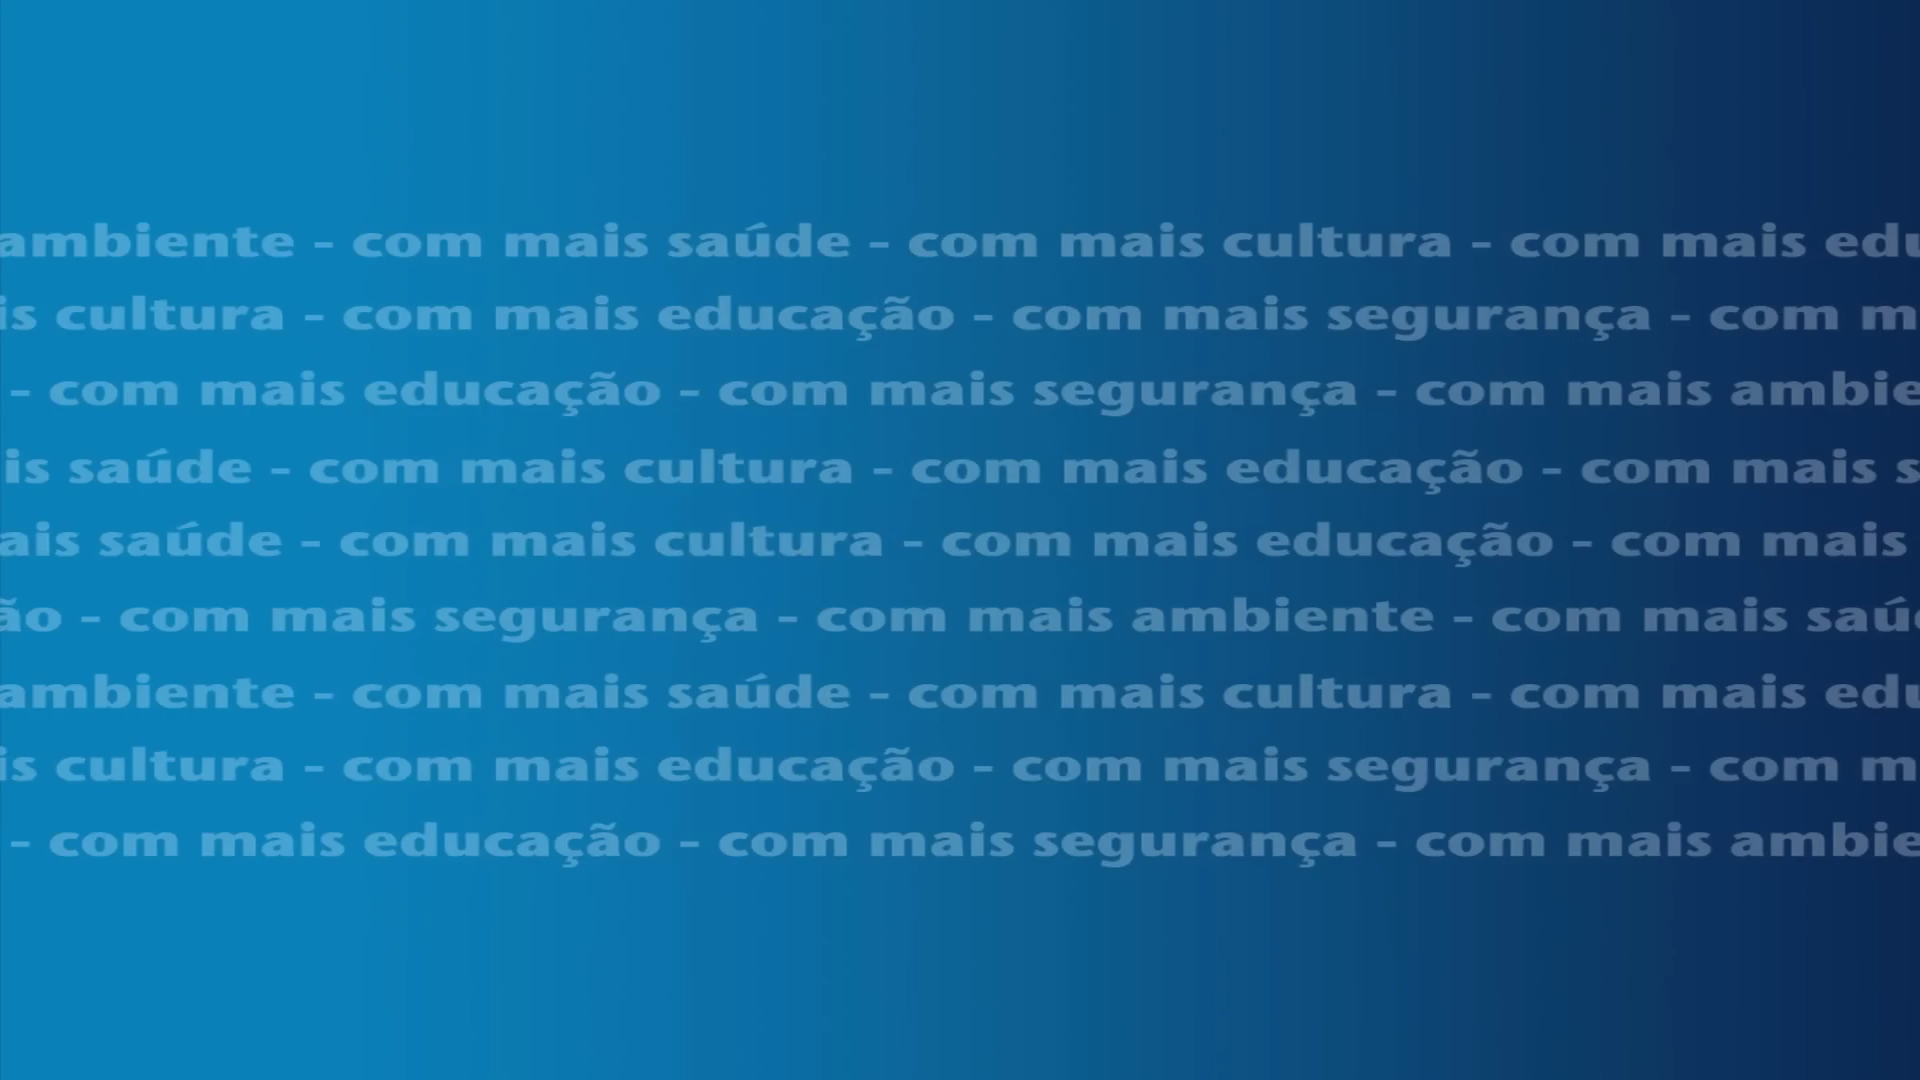 ambiente - com mais saúde - com mais cultura - com mais edu
is cultura - com mais educação - com mais segurança - com m
- com mais educação - com mais segurança - com mais ambie
is saúde - com mais cultura - com mais educação - com mais s
ais saúde - com mais cultura - com mais educação - com mais
ão - com mais segurança - com mais ambiente - com mais saú
ambiente - com mais saúde - com mais cultura - com mais edu
is cultura - com mais educação - com mais segurança - com m
- com mais educação - com mais segurança - com mais ambie